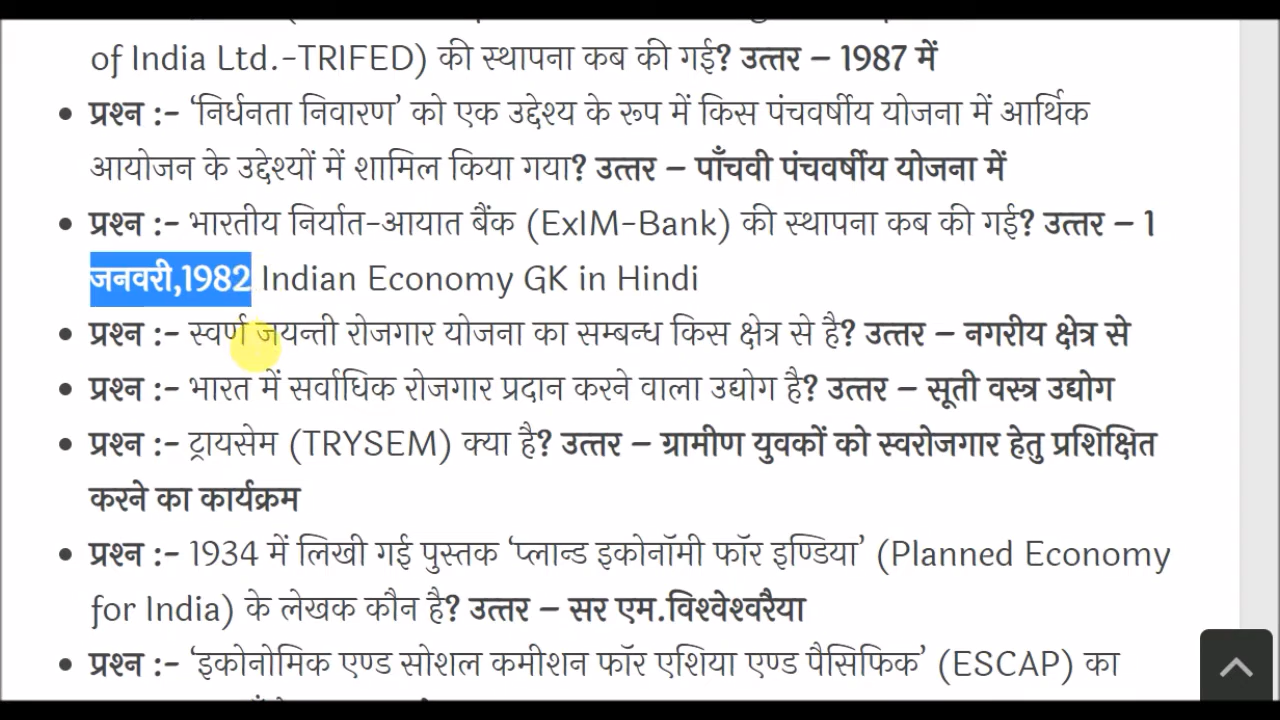 of India Ltd.-TRIFED) की स्थापना कब की गई? उत्तर – 1987 में
प्रश्न :- ‘निर्धनता निवारण’ को एक उद्देश्य के रूप में किस पंचवर्षीय योजना में आर्थिक
आयोजन के उद्देश्यों में शामिल किया गया? उत्तर – पाँचवी पंचवर्षीय योजना में
प्रश्न :- भारतीय निर्यात-आयात बैंक (ExIM-Bank) की स्थापना कब की गई? उत्तर – 1
जनवरी,1982 Indian Economy GK in Hindi
प्रश्न :- स्वर्ण जयन्ती रोजगार योजना का सम्बन्ध किस क्षेत्र से है? उत्तर – नगरीय क्षेत्र से
प्रश्न :- भारत में सर्वाधिक रोजगार प्रदान करने वाला उद्योग है? उत्तर – सूती वस्त्र उद्योग
प्रश्न :- ट्रायसेम (TRYSEM) क्या है? उत्तर – ग्रामीण युवकों को स्वरोजगार हेतु प्रशिक्षित
करने का कार्यक्रम
प्रश्न :- 1934 में लिखी गई पुस्तक ‘प्लान्ड इकोनॉमी फॉर इण्डिया’ (Planned Economy
for India) के लेखक कौन है? उत्तर – सर एम.विश्वेश्वरैया
प्रश्न :- ‘इकोनोमिक एण्ड सोशल कमीशन फॉर एशिया एण्ड पैसिफिक’ (ESCAP) का